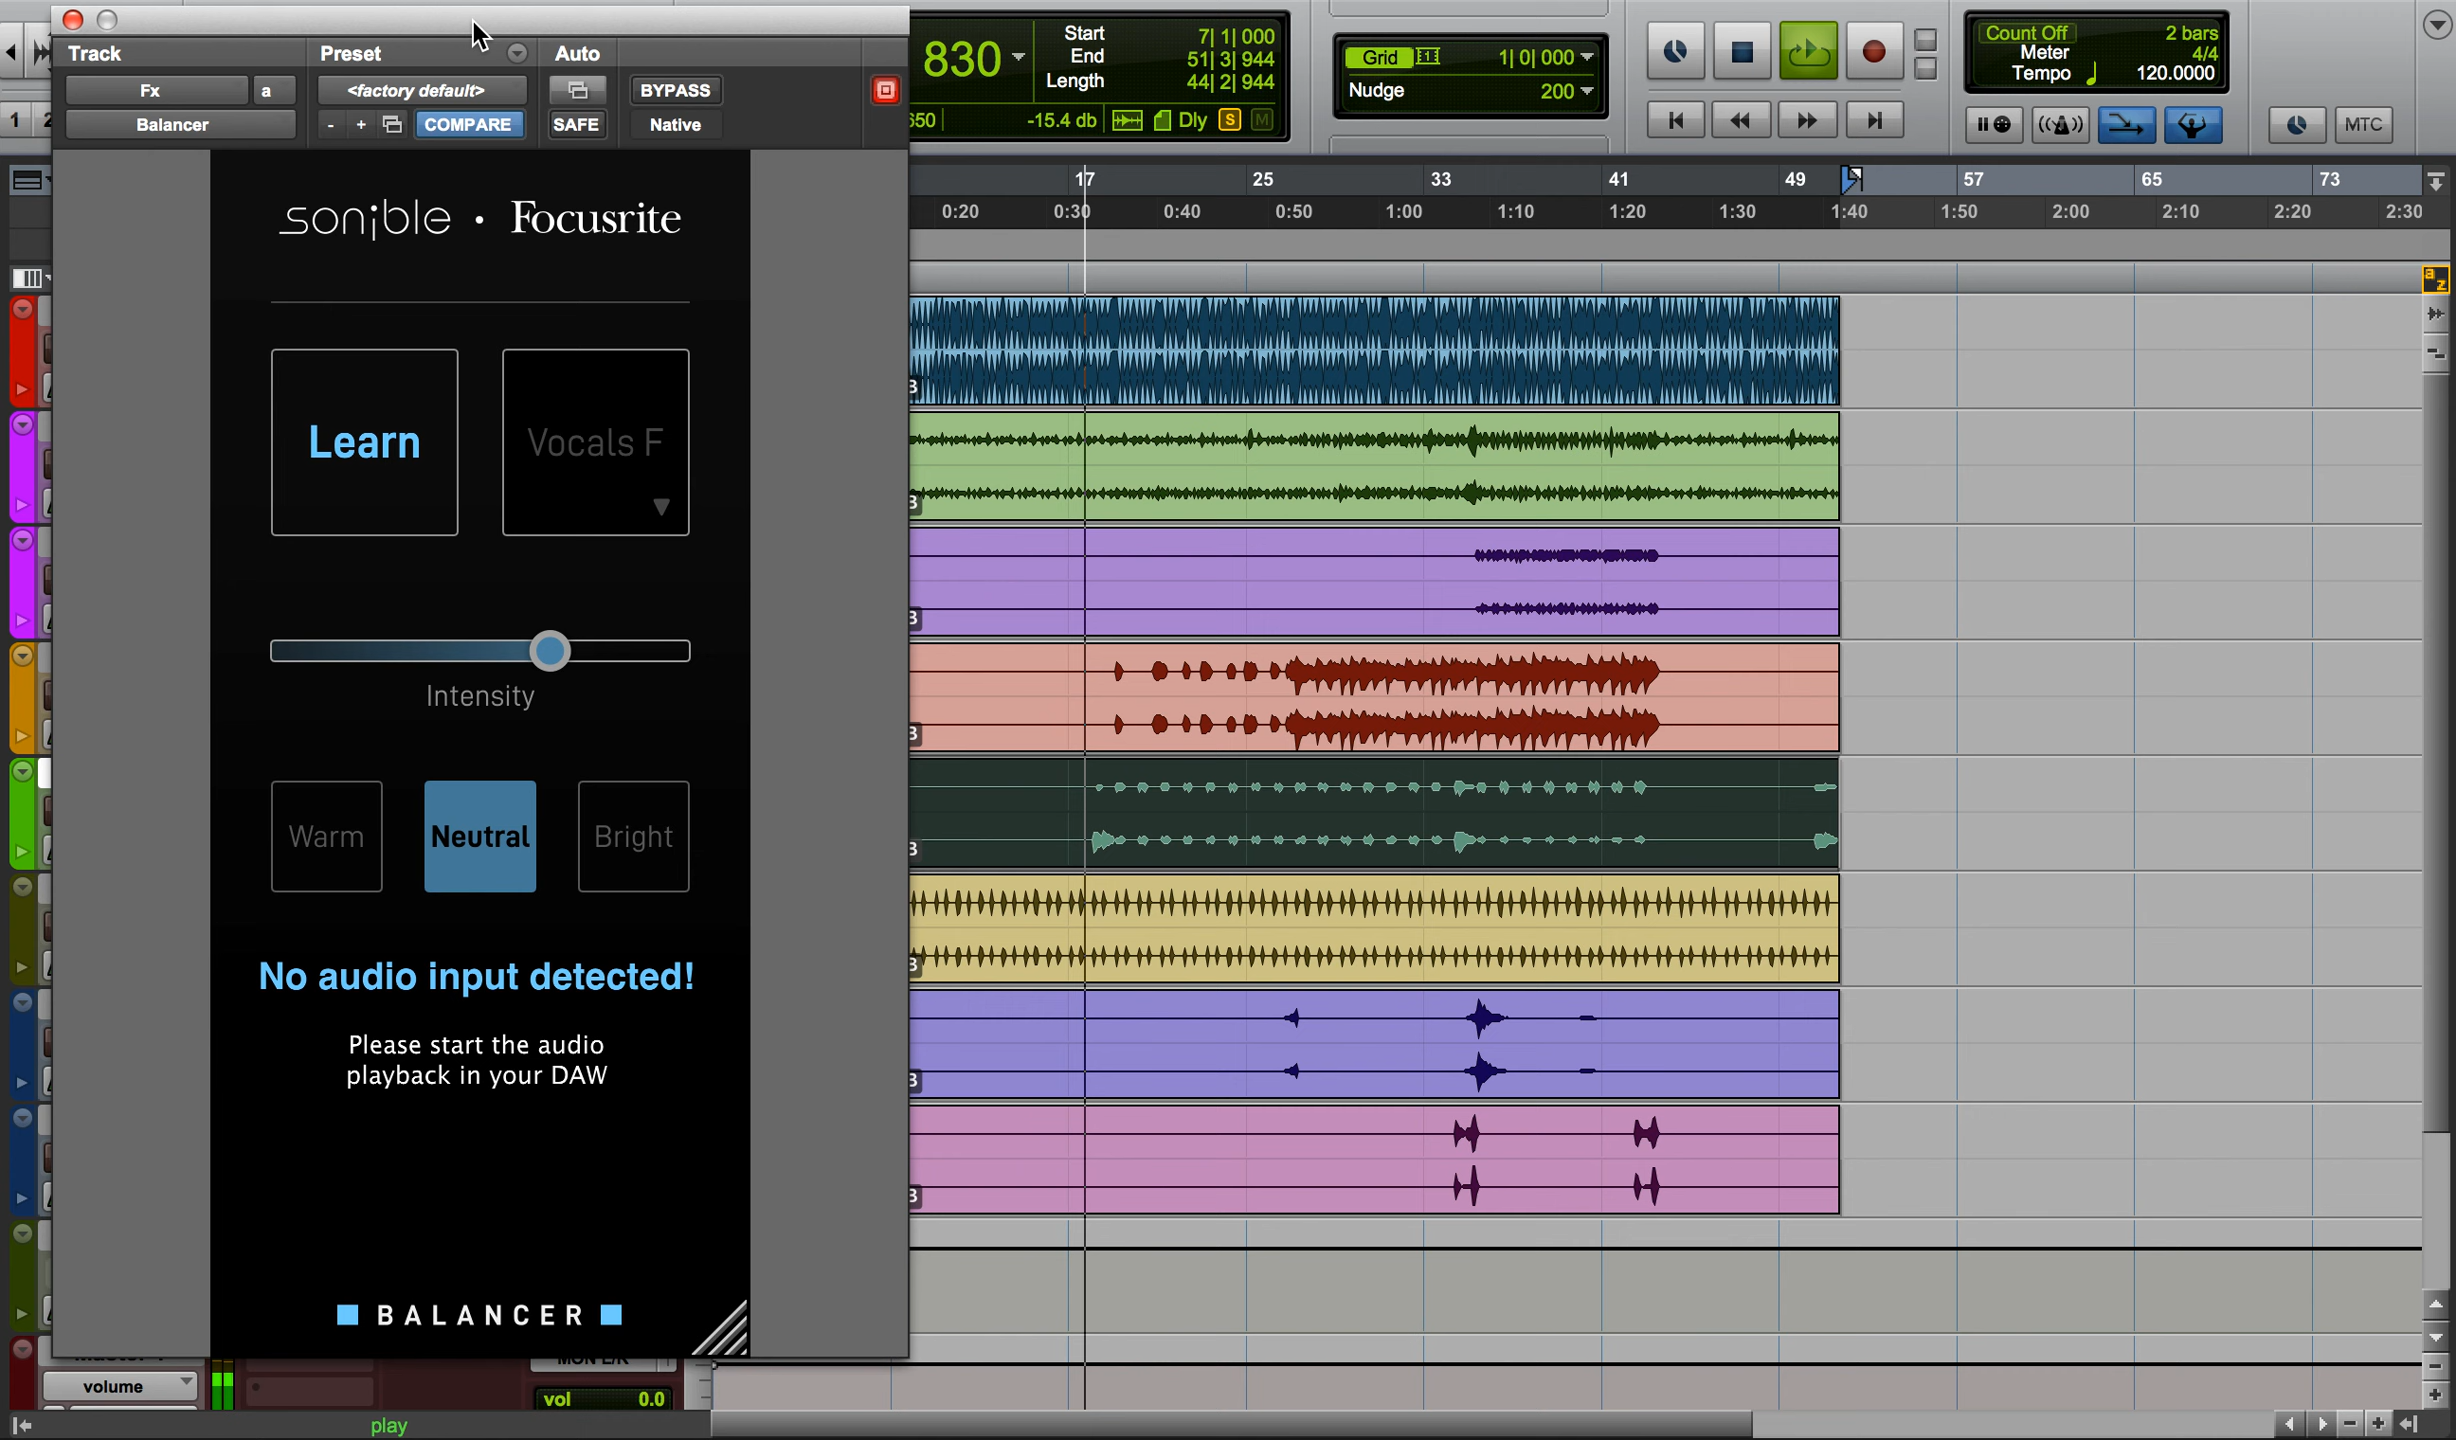 Track Preset Auto
Fx a <factory default> BYPASS
Balancer - + COMPARE SAFE Native
sonible · Focusrite
Learn
Vocals F
Intensity
Warm Neutral Bright
No audio input detected!
Please start the audio
playback in your DAW
BALANCER
830
Start 7| 1| 000
End 51| 3| 944
Length 44| 2| 944
-15.4 db Dly S M
Grid 1| 0| 000
Nudge 200
Count Off 2 bars
Meter 4/4
Tempo 120.0000
MTC
1 2
17 25 33 41 49 57 65 73
0:20 0:30 0:40 0:50 1:00 1:10 1:20 1:30 1:40 1:50 2:00 2:10 2:20 2:30
a z
volume
vol 0.0
play